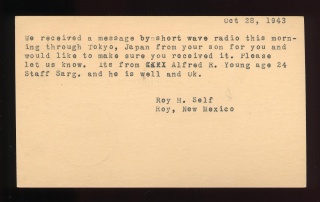 Oct 28, 1943
We received a message by short wave radio this morn-
ing through Tokyo, Japan from your son for you and
would like to make sure you received it. Please
let us know. its from Alfred R. Young age 24
Staff Sarg. and he is well and Ok.
Roy H. Self
Roy, New Mexico